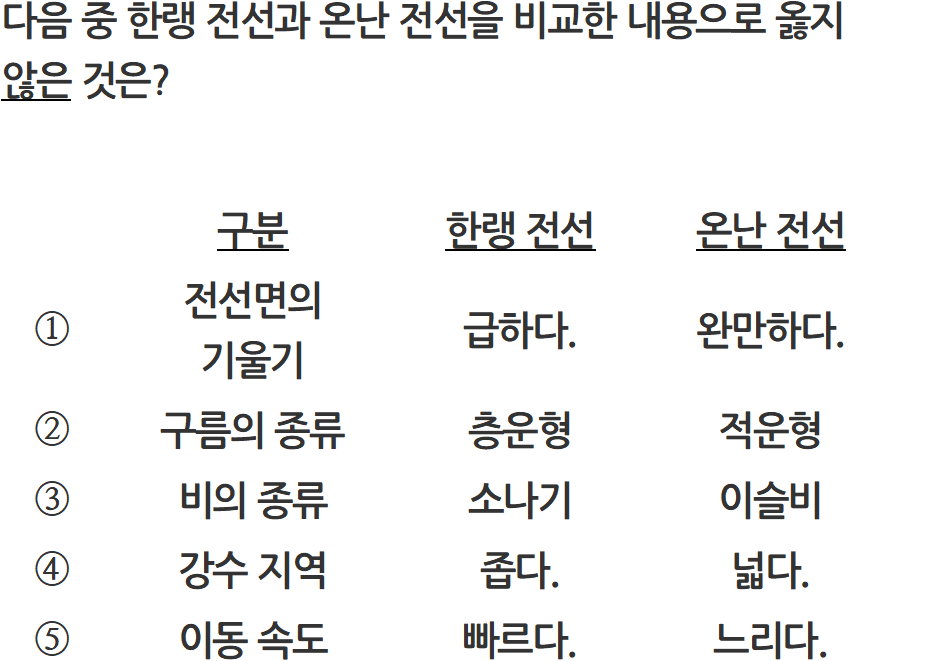 다음 중 한랭 전선과 온난 전선을 비교한 내용으로 옳지
않은 것은?
구분 한랭 전선 온난 전선
① 전선면의 기울기 급하다. 완만하다.
② 구름의 종류 층운형 적운형
③ 비의 종류 소나기 이슬비
④ 강수 지역 좁다. 넓다.
⑤ 이동 속도 빠르다. 느리다.